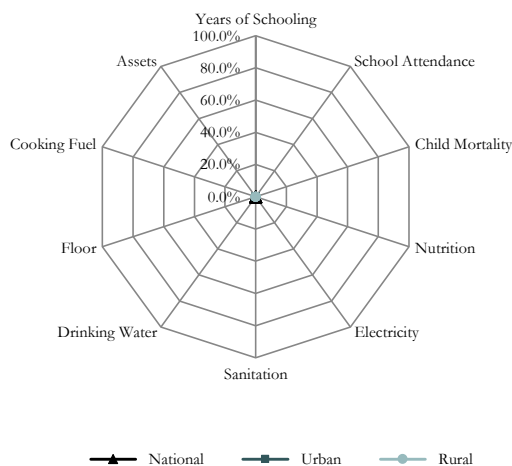 Years of Schooling
100.0%
Assets
School Attendance
80.0%
60.0%
Cooking Fuel
40.0%
Child Mortality
20.0%
0.0%
Floor
Nutrition
Drinking Water
Electricity
Sanitation
National Urban Rural